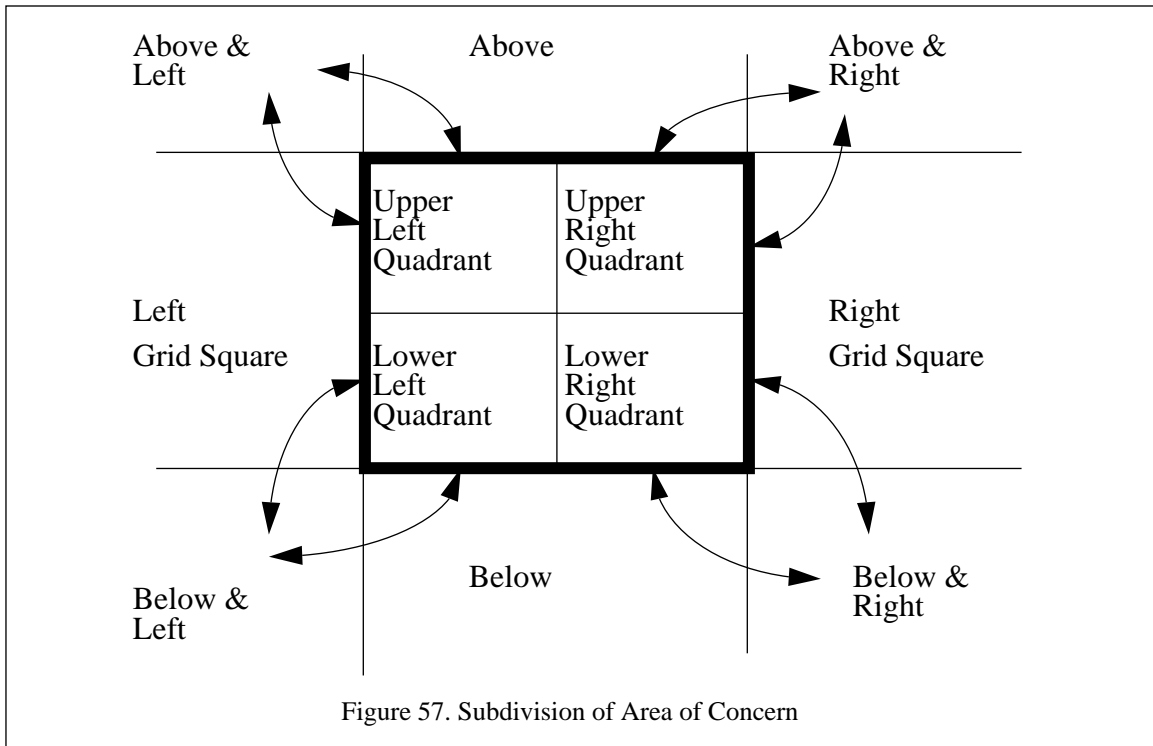 Above &
Left
Above
Above &
Right
Upper
Left
Quadrant
Upper
Right
Quadrant
Left
Grid Square
Right
Grid Square
Lower
Left
Quadrant
Lower
Right
Quadrant
Below &
Left
Below
Below &
Right
Figure 57. Subdivision of Area of Concern